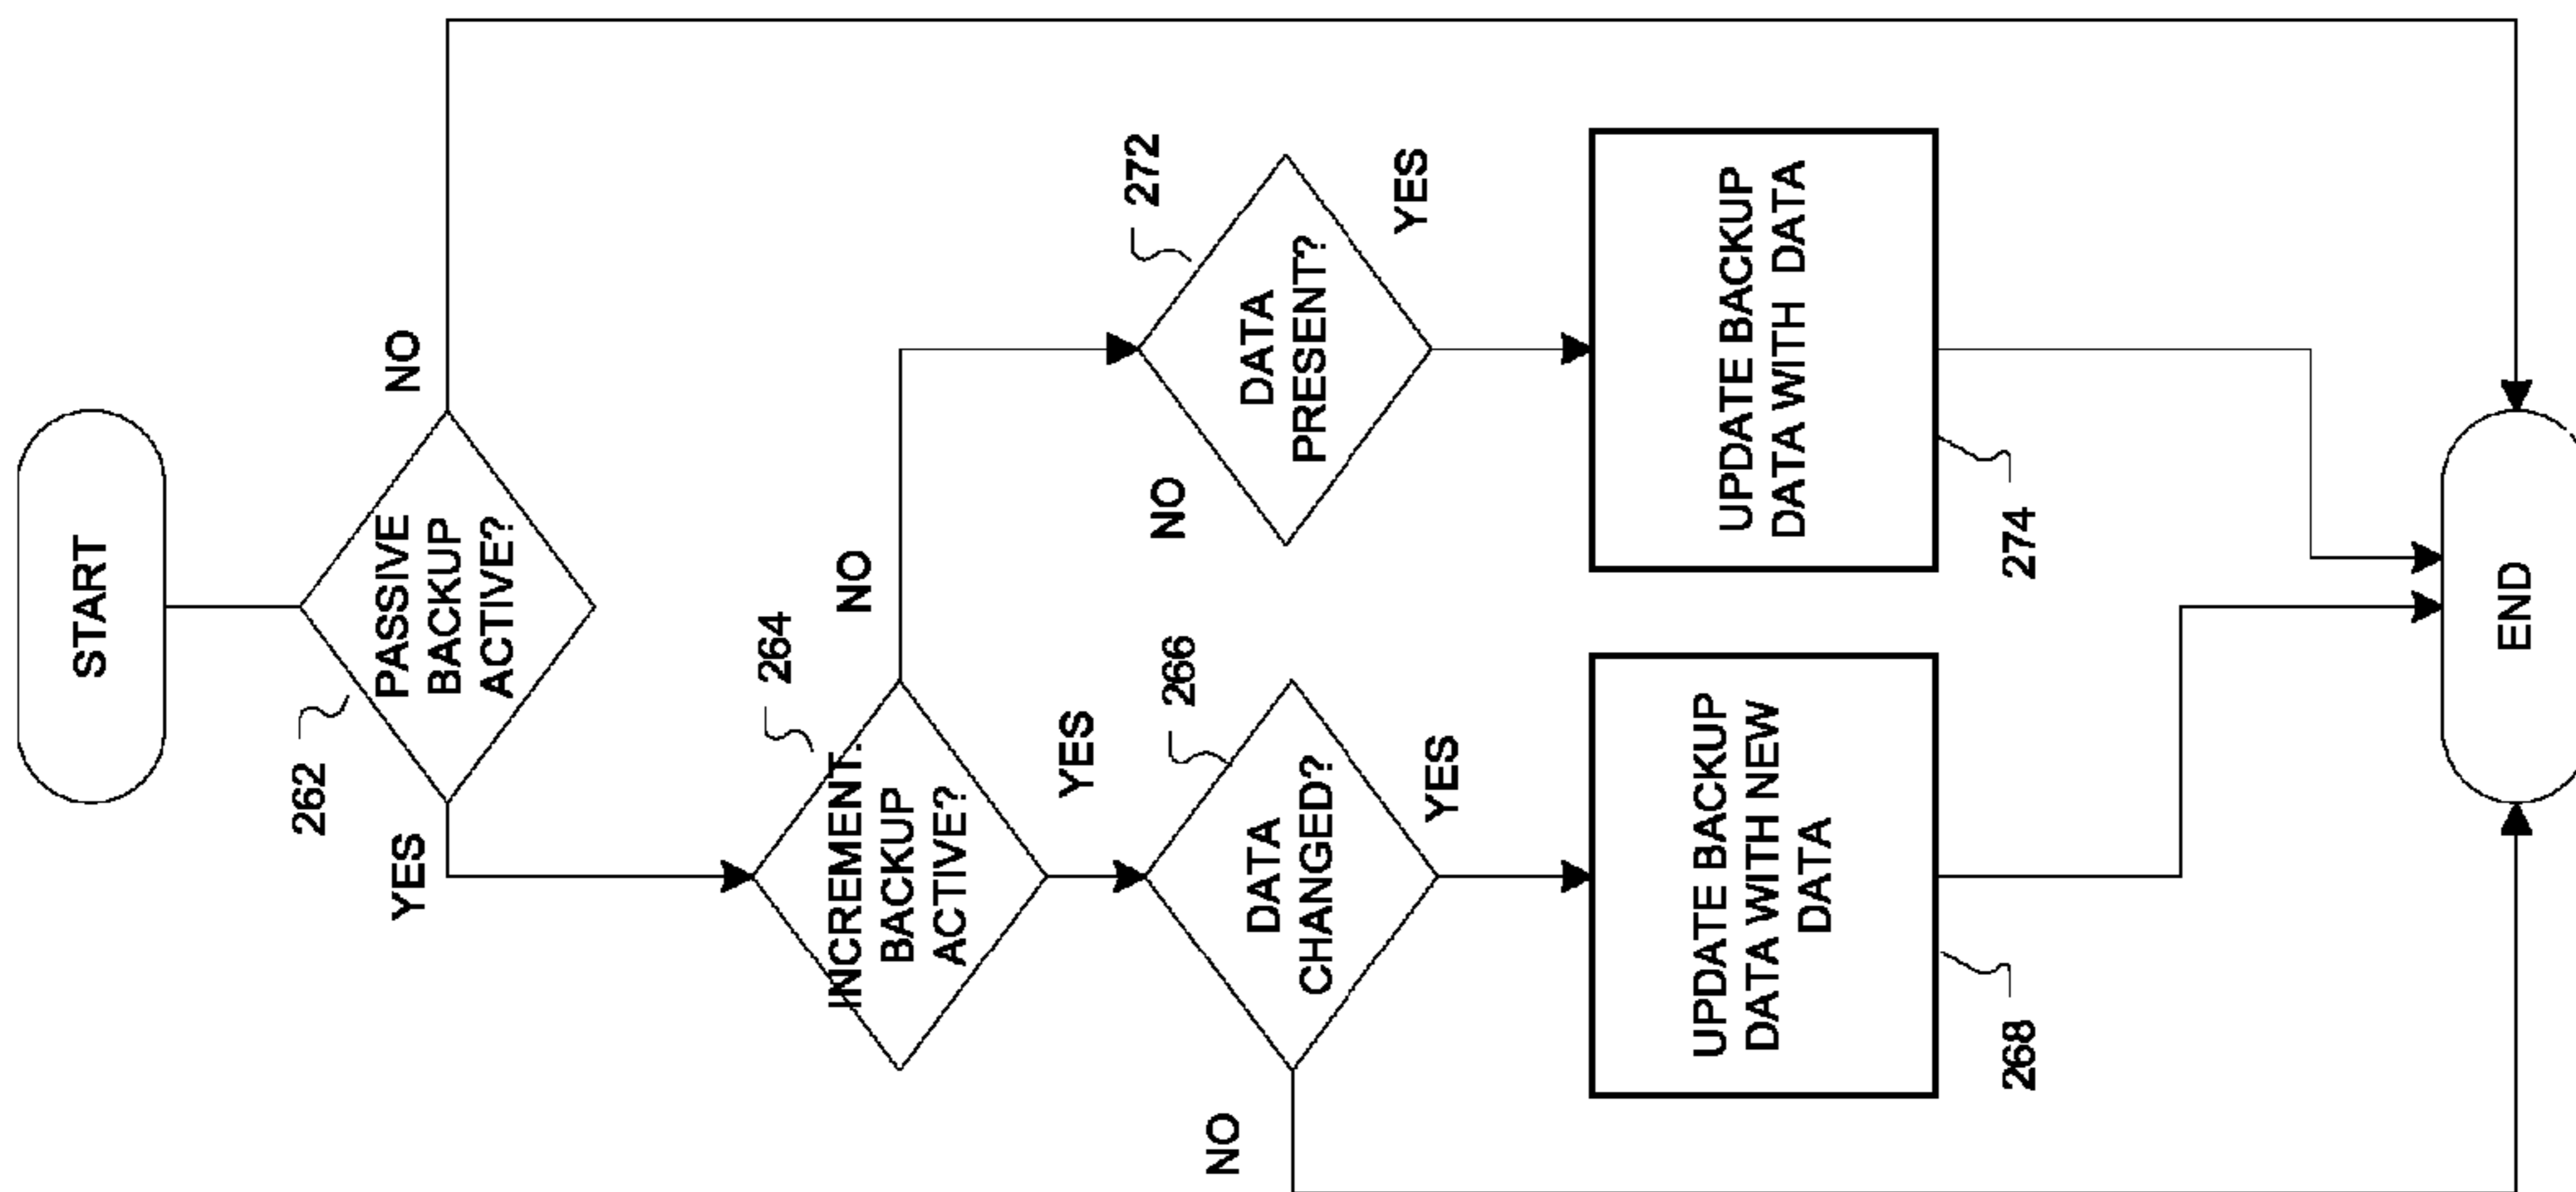 START
262
PASSIVE
BACKUP
ACTIVE?
NO
YES
264
INCREMENT.
BACKUP
ACTIVE?
NO
YES
266
DATA
CHANGED?
NO
YES
272
DATA
PRESENT?
NO
YES
UPDATE BACKUP
DATA WITH NEW
DATA
268
UPDATE BACKUP
DATA WITH DATA
274
END